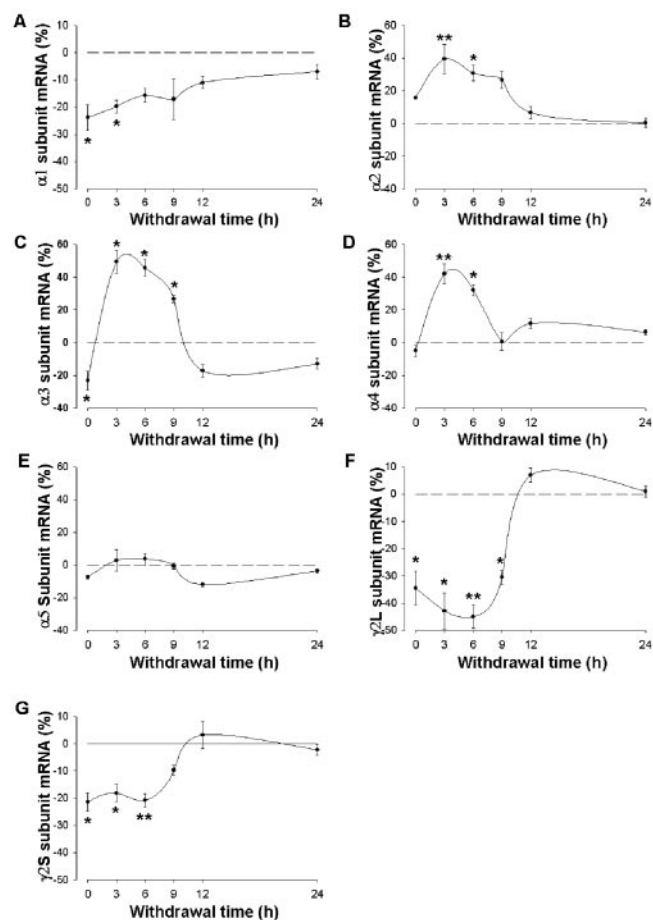 A
α1 subunit mRNA (%)
10
0
-10
-20
-30
-40
-50
*
*
0 3 6 9 12 24
Withdrawal time (h)
B
α2 subunit mRNA (%)
60
40
20
0
-20
-40
**
*
0 3 6 9 12 24
Withdrawal time (h)
C
α3 subunit mRNA (%)
60
40
20
0
-20
-40
*
*
*
*
0 3 6 9 12 24
Withdrawal time (h)
D
α4 subunit mRNA (%)
60
40
20
0
-20
-40
**
*
0 3 6 9 12 24
Withdrawal time (h)
E
α5 Subunit mRNA (%)
60
40
20
0
-20
-40
0 3 6 9 12 24
Withdrawal time (h)
F
γ2L subunit mRNA (%)
10
0
-10
-20
-30
-40
-50
*
*
**
*
0 3 6 9 12 24
Withdrawal time (h)
G
γ2S subunit mRNA (%)
10
0
-10
-20
-30
-40
-50
*
*
**
0 3 6 9 12 24
Withdrawal time (h)